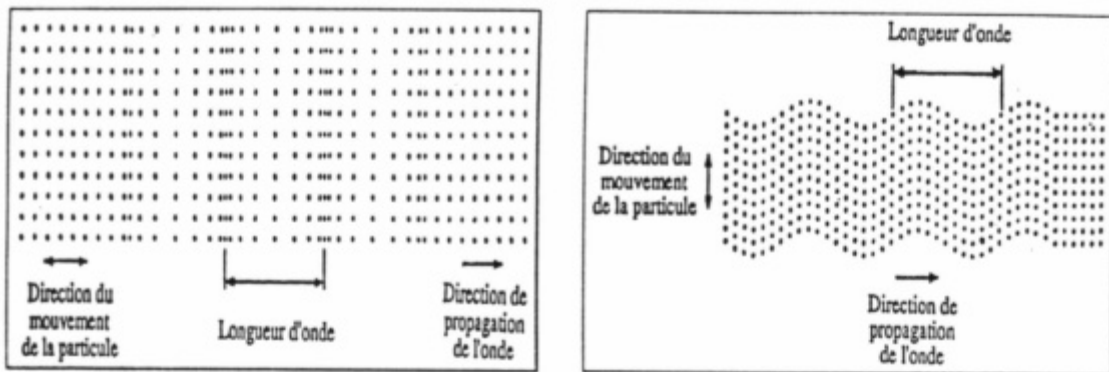 Direction du
mouvement
de la particule
Longueur d'onde
Direction de
propagation
de l'onde
Longueur d'onde
Direction du
mouvement
de la particule
Direction de
propagation
de l'onde